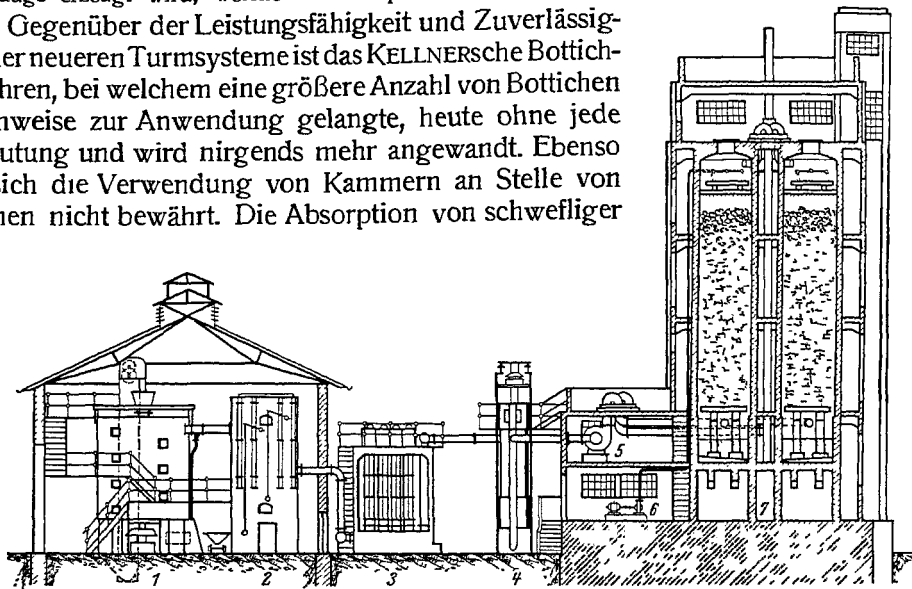 Gegenüber der Leistungsfähigkeit und Zuverlässig-
er neueren Turmsysteme ist das KELLNERsche Bottich-
hren, bei welchem eine größere Anzahl von Bottichen
nweise zur Anwendung gelangte, heute ohne jede
utung und wird nirgends mehr angewandt. Ebenso
ich die Verwendung von Kammern an Stelle von
nen nicht bewährt. Die Absorption von schwefliger
5
6 7
1 2 3 4